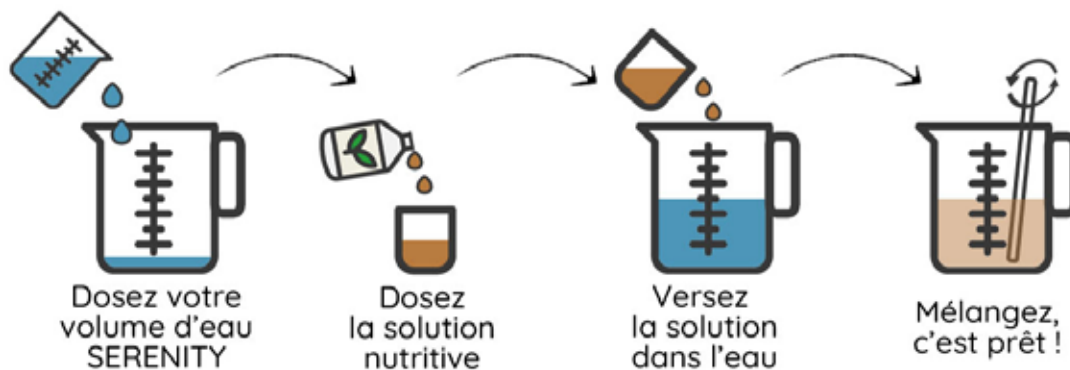 Dosez votre
volume d'eau
SERENITY
Dosez
la solution
nutritive
Versez
la solution
dans l'eau
Mélangez,
c'est prêt !